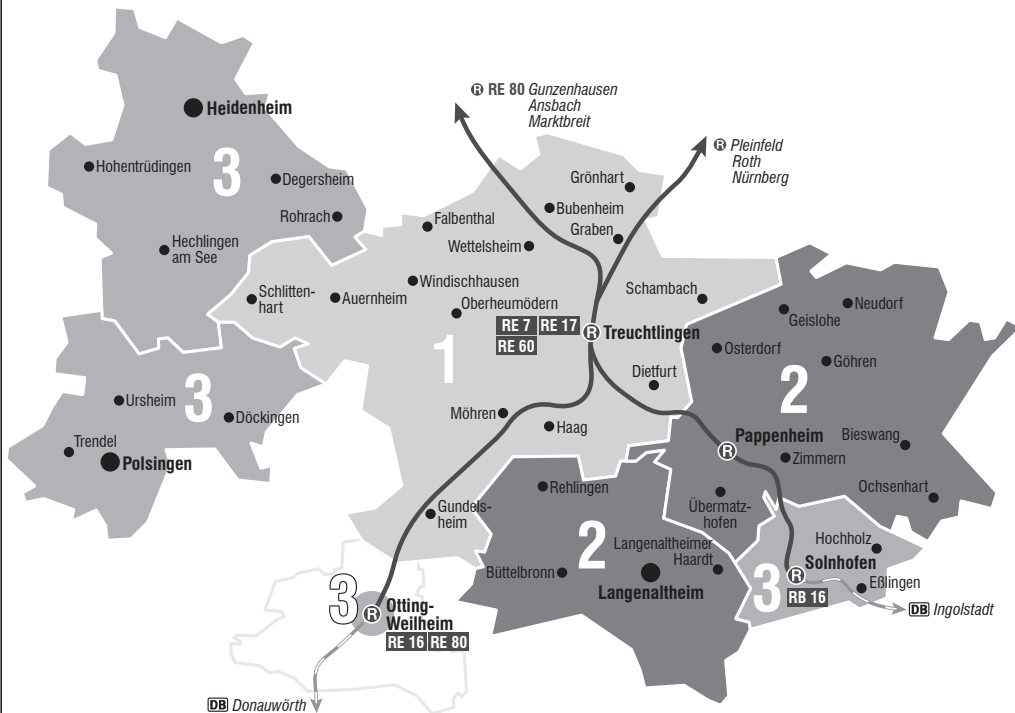 Heidenheim
Hohentrüdingen
3
Degersheim
Rohrach
Hechlingen
am See
R RE 80 Gunzenhausen
Ansbach
Marktbreit
R Pleinfeld
Roth
Nürnberg
Grönhart
Bubenheim
Graben
Falbenthal
Wettelsheim
Windischhausen
Schlitten-
hart
Auernheim
Oberheumödern
Schambach
RE 7 RE 17
RE 60
R Treuchtlingen
1
Dietfurt
Möhren
Haag
Gundels-
heim
Geislohe
Neudorf
Osterdorf
Göhren
2
R
Pappenheim
Zimmern
Bieswang
Ochsenhart
Übermatz-
hofen
3
Ursheim
Döckingen
Trendel
Polsingen
Rehlingen
2
Langenaltheimer
Haardt
Büttelbronn
Langenaltheim
Hochholz
Solnhofen
3
R
RB 16
Eßlingen
DB Ingolstadt
3
R
Otting-
Weilheim
RE 16 RE 80
DB Donauwörth